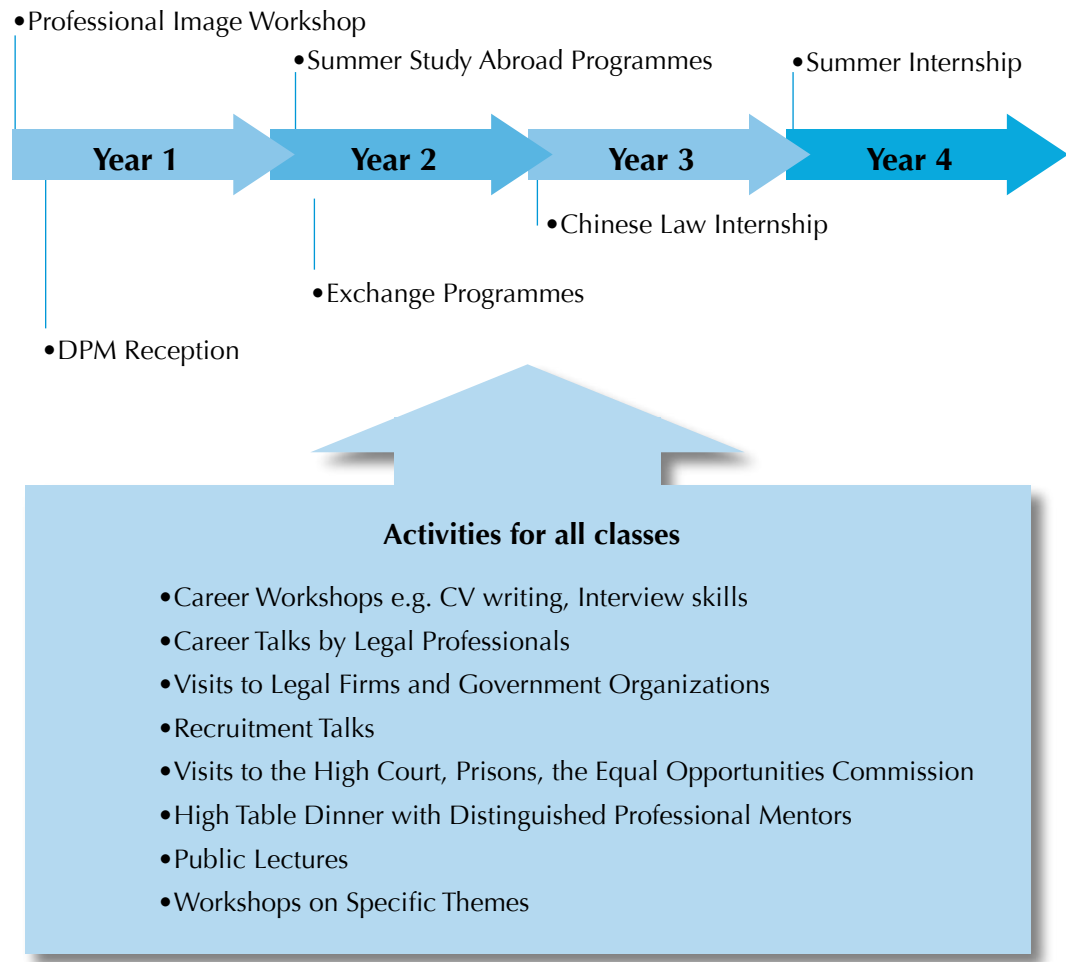 •Professional Image Workshop
•Summer Study Abroad Programmes
•Summer Internship
Year 1
Year 2
Year 3
Year 4
•Chinese Law Internship
•Exchange Programmes
•DPM Reception
Activities for all classes
•Career Workshops e.g. CV writing, Interview skills
•Career Talks by Legal Professionals
•Visits to Legal Firms and Government Organizations
•Recruitment Talks
•Visits to the High Court, Prisons, the Equal Opportunities Commission
•High Table Dinner with Distinguished Professional Mentors
•Public Lectures
•Workshops on Specific Themes